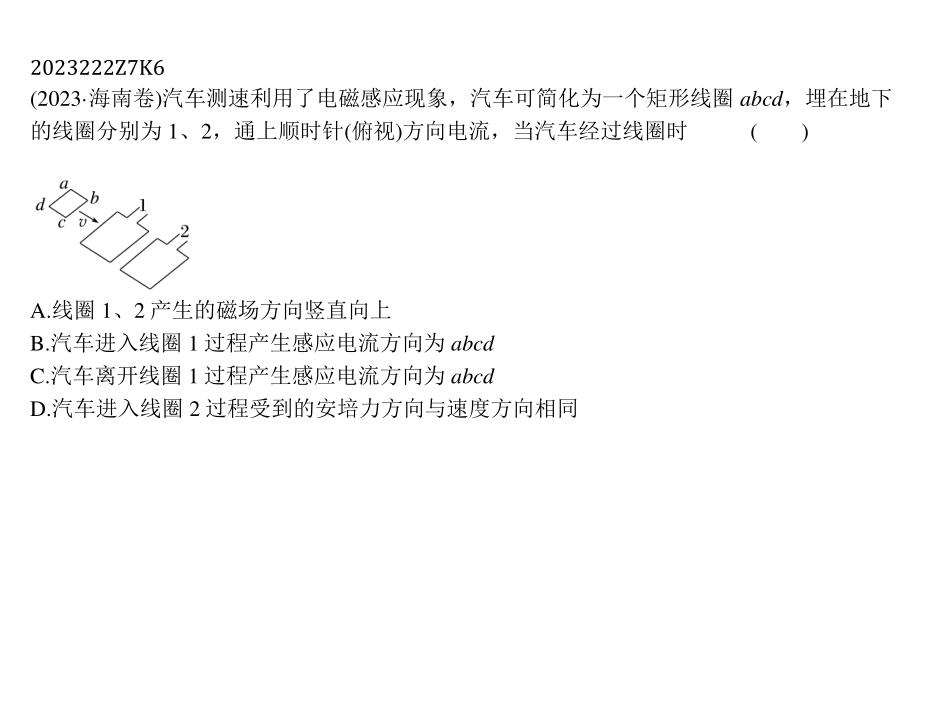 2023222Z7K6
(2023·海南卷)汽车测速利用了电磁感应现象，汽车可简化为一个矩形线圈 abcd，埋在地下
的线圈分别为 1、2，通上顺时针(俯视)方向电流，当汽车经过线圈时 ( )
a
d b 1
c v
2
A.线圈 1、2 产生的磁场方向竖直向上
B.汽车进入线圈 1 过程产生感应电流方向为 abcd
C.汽车离开线圈 1 过程产生感应电流方向为 abcd
D.汽车进入线圈 2 过程受到的安培力方向与速度方向相同